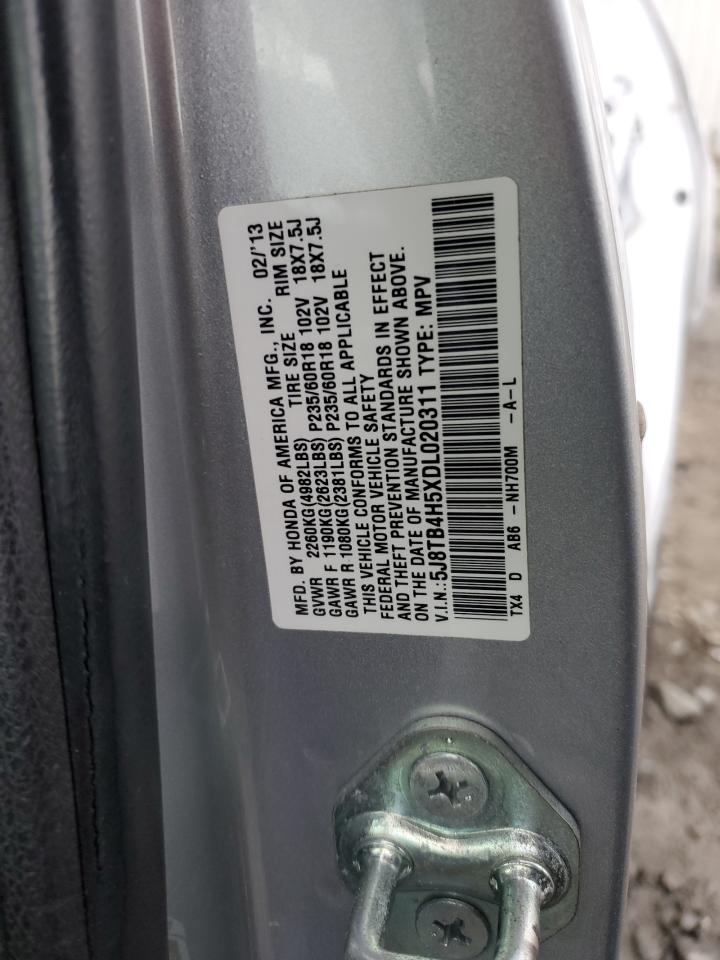 MFD. BY HONDA OF AMERICA MFG., INC. 02/'13
GVWR 2260KG(4982LBS) TIRE SIZE RIM SIZE
GAWR F 1190KG(2623LBS) P235/60R18 102V 18X7.5J
GAWR R 1080KG(2381LBS) P235/60R18 102V 18X7.5J
THIS VEHICLE CONFORMS TO ALL APPLICABLE
FEDERAL MOTOR VEHICLE SAFETY
AND THEFT PREVENTION STANDARDS IN EFFECT
ON THE DATE OF MANUFACTURE SHOWN ABOVE.
V.I.N.:5J8TB4H5XDL020311 TYPE: MPV
TX4 D AB6 -NH700M -A-L